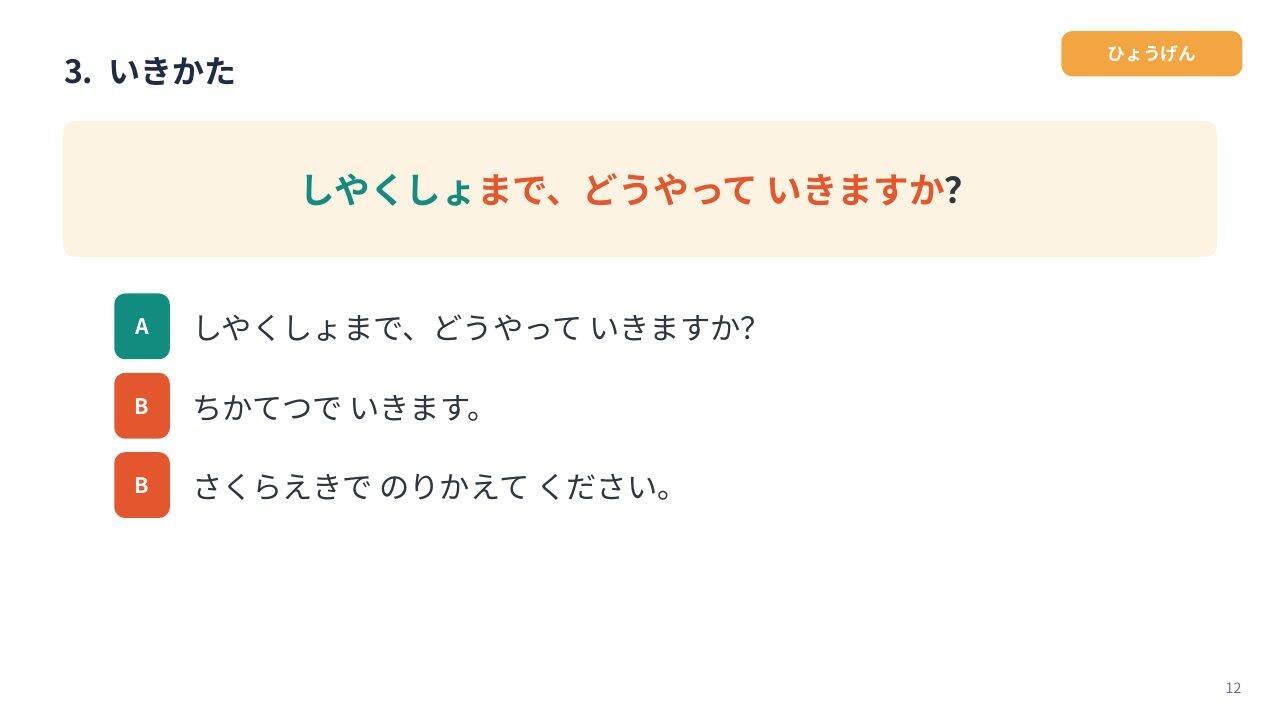 3. いきかた
ひょうげん
しやくしょまで、どうやって いきますか?
A
しやくしょまで、どうやって いきますか?
B
ちかてつで いきます。
B
さくらえきで のりかえて ください。
12